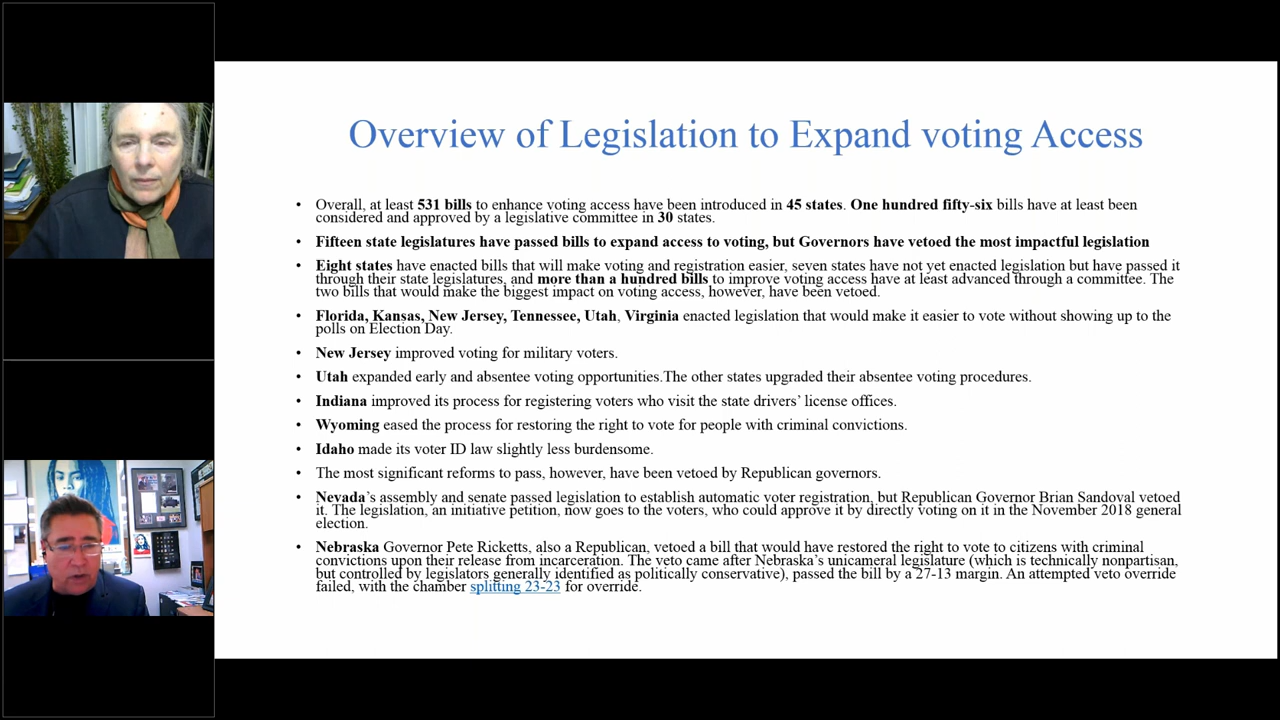 Overview of Legislation to Expand voting Access
• Overall, at least 531 bills to enhance voting access have been introduced in 45 states. One hundred fifty-six bills have at least been
considered and approved by a legislative committee in 30 states.
• Fifteen state legislatures have passed bills to expand access to voting, but Governors have vetoed the most impactful legislation
• Eight states have enacted bills that will make voting and registration easier, seven states have not yet enacted legislation but have passed it
through their state legislatures, and more than a hundred bills to improve voting access have at least advanced through a committee. The
two bills that would make the biggest impact on voting access, however, have been vetoed.
• Florida, Kansas, New Jersey, Tennessee, Utah, Virginia enacted legislation that would make it easier to vote without showing up to the
polls on Election Day.
• New Jersey improved voting for military voters.
• Utah expanded early and absentee voting opportunities.The other states upgraded their absentee voting procedures.
• Indiana improved its process for registering voters who visit the state drivers’ license offices.
• Wyoming eased the process for restoring the right to vote for people with criminal convictions.
• Idaho made its voter ID law slightly less burdensome.
• The most significant reforms to pass, however, have been vetoed by Republican governors.
• Nevada’s assembly and senate passed legislation to establish automatic voter registration, but Republican Governor Brian Sandoval vetoed
it. The legislation, an initiative petition, now goes to the voters, who could approve it by directly voting on it in the November 2018 general
election.
• Nebraska Governor Pete Ricketts, also a Republican, vetoed a bill that would have restored the right to vote to citizens with criminal
convictions upon their release from incarceration. The veto came after Nebraska’s unicameral legislature (which is technically nonpartisan,
but controlled by legislators generally identified as politically conservative), passed the bill by a 27-13 margin. An attempted veto override
failed, with the chamber splitting 23-23 for override.